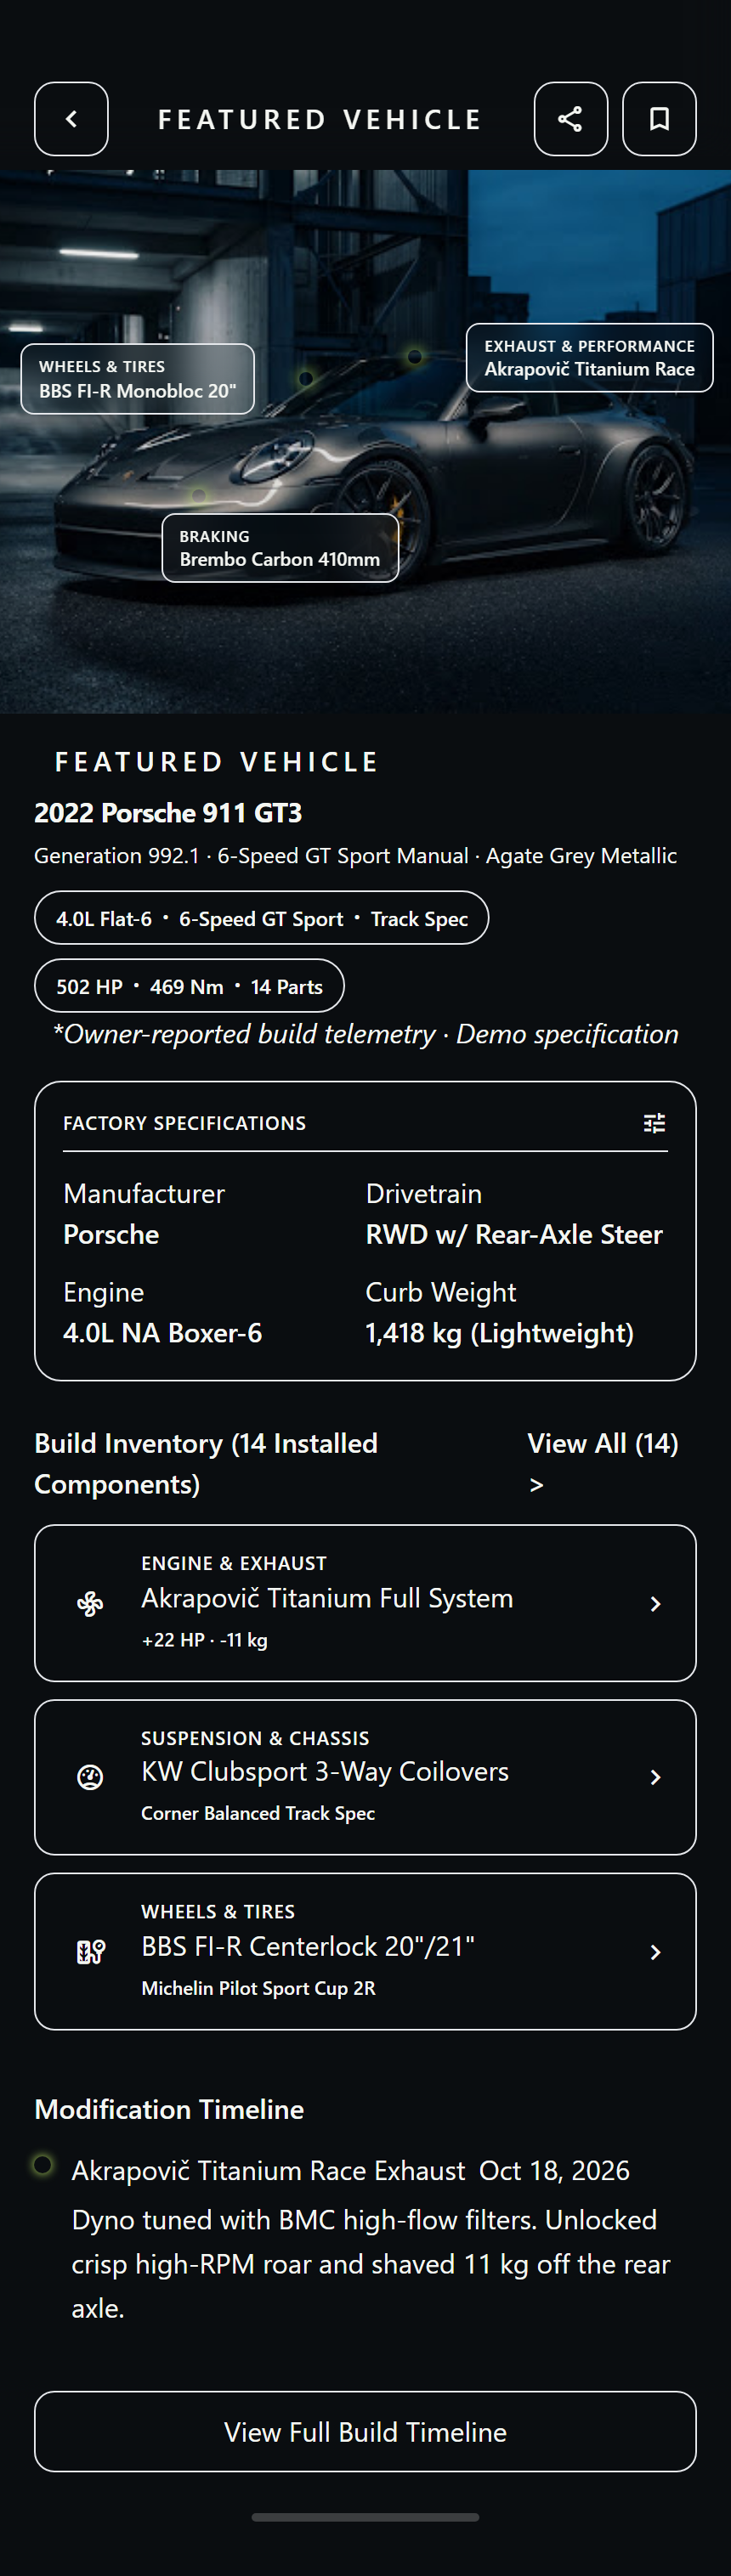 FEATURED VEHICLE
WHEELS & TIRES
BBS FI-R Monobloc 20"
EXHAUST & PERFORMANCE
Akrapovič Titanium Race
BRAKING
Brembo Carbon 410mm
FEATURED VEHICLE
2022 Porsche 911 GT3
Generation 992.1 · 6-Speed GT Sport Manual · Agate Grey Metallic
4.0L Flat-6 • 6-Speed GT Sport • Track Spec
502 HP • 469 Nm • 14 Parts
*Owner-reported build telemetry · Demo specification
FACTORY SPECIFICATIONS
Manufacturer
Porsche
Drivetrain
RWD w/ Rear-Axle Steer
Engine
4.0L NA Boxer-6
Curb Weight
1,418 kg (Lightweight)
Build Inventory (14 Installed
Components)
View All (14)
>
ENGINE & EXHAUST
Akrapovič Titanium Full System
+22 HP · -11 kg
SUSPENSION & CHASSIS
KW Clubsport 3-Way Coilovers
Corner Balanced Track Spec
WHEELS & TIRES
BBS FI-R Centerlock 20"/21"
Michelin Pilot Sport Cup 2R
Modification Timeline
Akrapovič Titanium Race Exhaust Oct 18, 2026
Dyno tuned with BMC high-flow filters. Unlocked
crisp high-RPM roar and shaved 11 kg off the rear
axle.
View Full Build Timeline